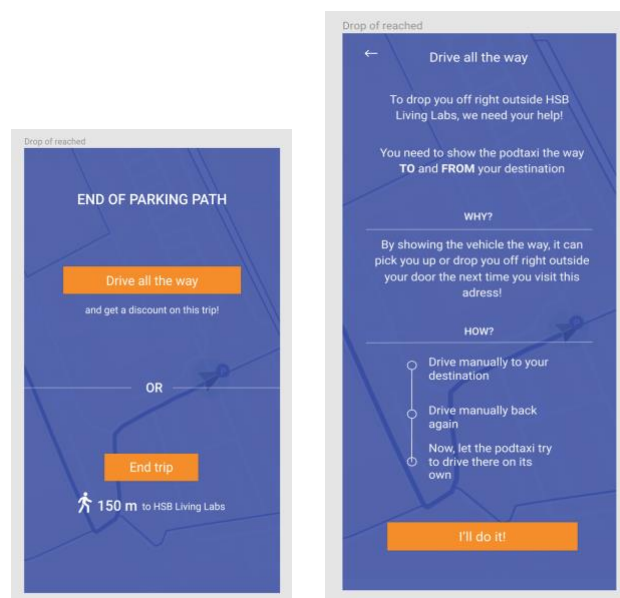 Drop of reached
END OF PARKING PATH
Drive all the way
and get a discount on this trip!
OR
End trip
150 m to HSB Living Labs
Drop of reached
←
Drive all the way
To drop you off right outside HSB
Living Labs, we need your help!
You need to show the podtaxi the way
TO and FROM your destination
WHY?
By showing the vehicle the way, it can
pick you up or drop you off right outside
your door the next time you visit this
adress!
HOW?
Drive manually to your
destination
Drive manually back
again
Now, let the podtaxi try
to drive there on its
own
I'll do it!